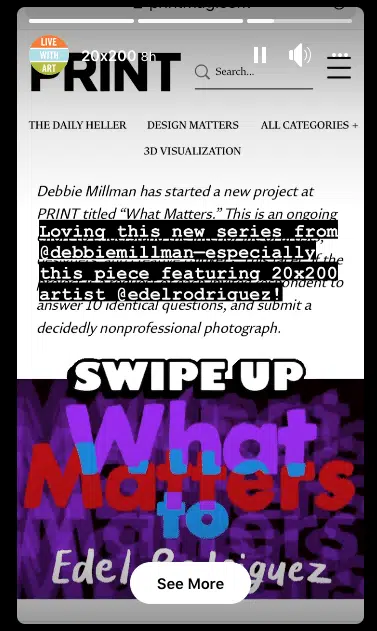 LIVE
WITH
ART
20x200 8h
PRINT
Search...
THE DAILY HELLER DESIGN MATTERS ALL CATEGORIES +
3D VISUALIZATION
Debbie Millman has started a new project at
PRINT titled “What Matters.” This is an ongoing
Loving this new series from
@debbiemillman—especially
this piece featuring 20x200
artist @edelrodriguez!
answer 10 identical questions, and submit a
decidedly nonprofessional photograph.
SWIPE UP
What
Matters
to
Edel
See More